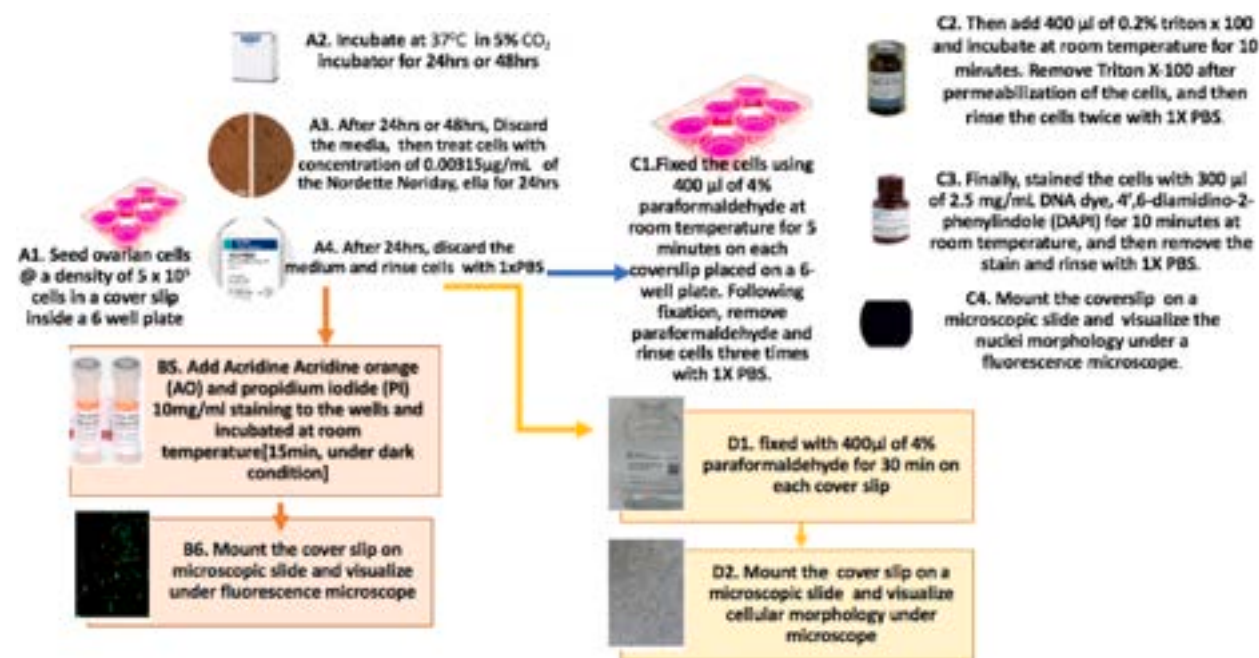 A2. Incubate at 37°C in 5% CO₂
incubator for 24hrs or 48hrs
A3. After 24hrs or 48hrs, Discard
the media, then treat cells with
concentration of 0.00315µg/mL of
the Nordette Noriday, ella for 24hrs
A1. Seed ovarian cells
@ a density of 5 x 10⁵
cells in a cover slip
inside a 6 well plate
A4. After 24hrs, discard the
medium and rinse cells with 1xPBS
B5. Add Acridine Acridine orange
(AO) and propidium iodide (PI)
10mg/ml staining to the wells and
incubated at room
temperature[15min, under dark
condition]
B6. Mount the cover slip on
microscopic slide and visualize
under fluorescence microscope
C1.Fixed the cells using
400 µl of 4%
paraformaldehyde at
room temperature for 5
minutes on each
coverslip placed on a 6-
well plate. Following
fixation, remove
paraformaldehyde and
rinse cells three times
with 1X PBS.
C2. Then add 400 µl of 0.2% triton x 100
and incubate at room temperature for 10
minutes. Remove Triton X-100 after
permeabilization of the cells, and then
rinse the cells twice with 1X PBS.
C3. Finally, stained the cells with 300 µl
of 2.5 mg/mL DNA dye, 4',6-diamidino-2-
phenylindole (DAPI) for 10 minutes at
room temperature, and then remove the
stain and rinse with 1X PBS.
C4. Mount the coverslip on a
microscopic slide and visualize the
nuclei morphology under a
fluorescence microscope.
D1. fixed with 400µl of 4%
paraformaldehyde for 30 min on
each cover slip
D2. Mount the cover slip on a
microscopic slide and visualize
cellular morphology under
microscope